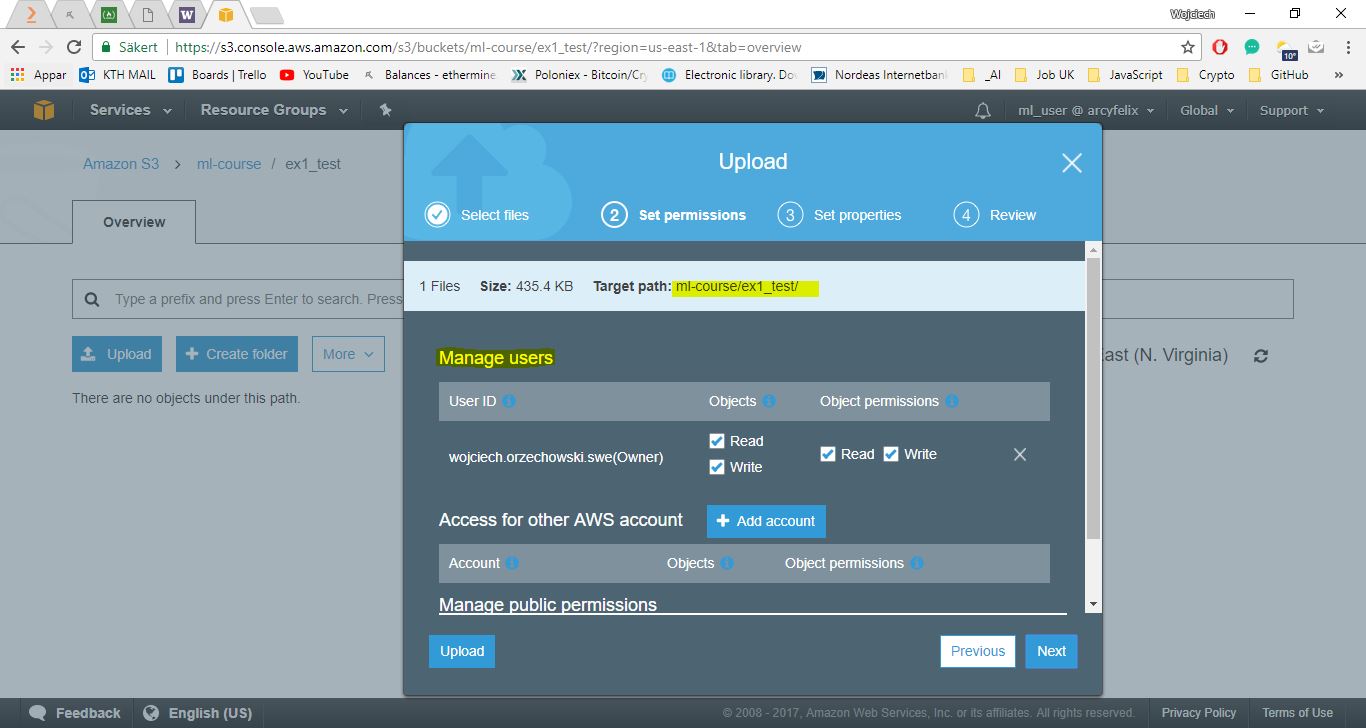 Wojciech
Säkert https://s3.console.aws.amazon.com/s3/buckets/ml-course/ex1_test/?region=us-east-1&tab=overview
10°
Appar KTH MAIL Boards | Trello YouTube Balances - ethermine Poloniex - Bitcoin/Cry Electronic library. Do Nordeas Internetbank _AI Job UK JavaScript Crypto GitHub »
Services Resource Groups ml_user @ arcyfelix Global Support
Amazon S3 > ml-course / ex1_test
Overview
Type a prefix and press Enter to search. Press
Upload Create folder More
East (N. Virginia)
There are no objects under this path.
Upload
Select files 2 Set permissions 3 Set properties 4 Review
1 Files Size: 435.4 KB Target path: ml-course/ex1_test/
Manage users
User ID Objects Object permissions
wojciech.orzechowski.swe(Owner) Read Write Read Write
Access for other AWS account Add account
Account Objects Object permissions
Manage public permissions
Upload Previous Next
Feedback English (US) © 2008 - 2017, Amazon Web Services, Inc. or its affiliates. All rights reserved. Privacy Policy Terms of Use